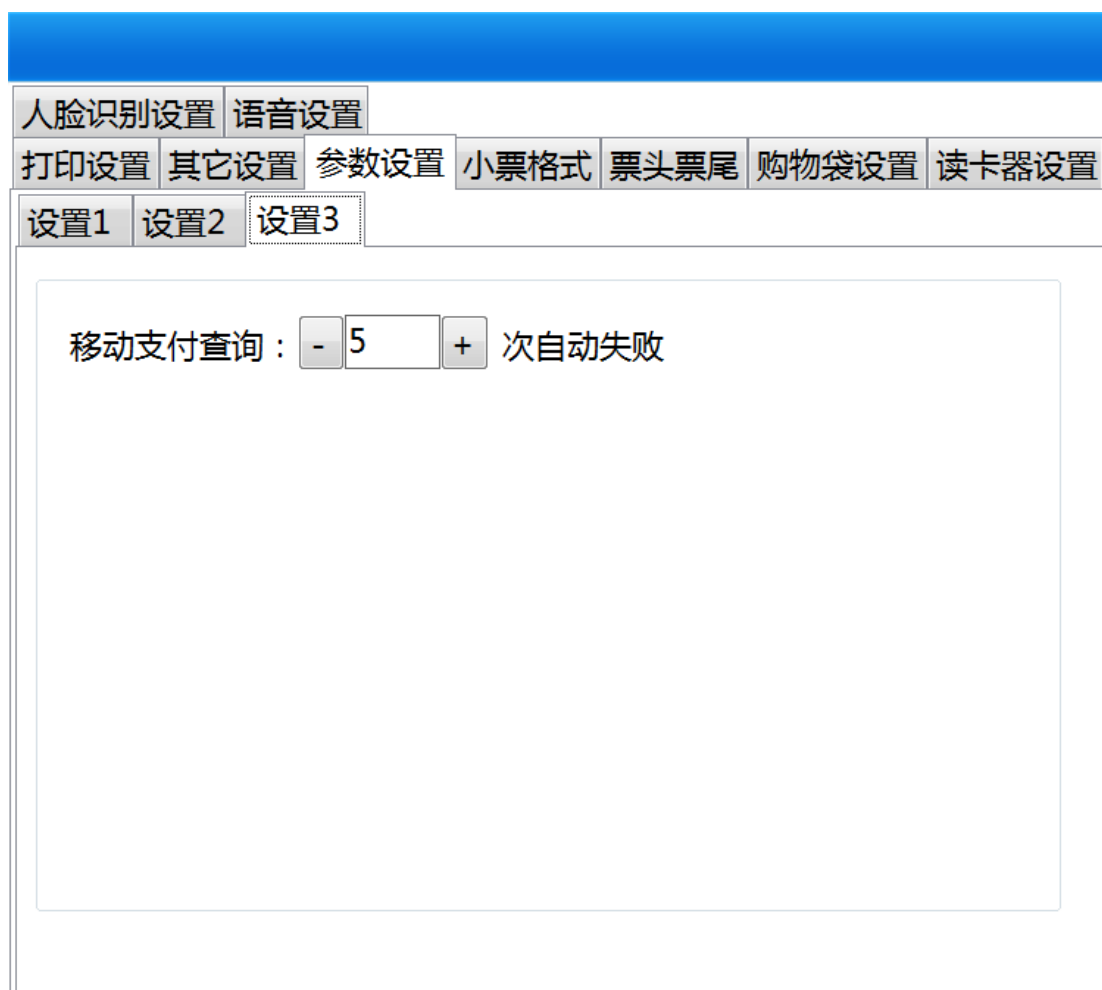 人脸识别设置 语音设置
打印设置 其它设置 参数设置 小票格式 票头票尾 购物袋设置 读卡器设置
设置1 设置2 设置3
移动支付查询： - 5 + 次自动失败